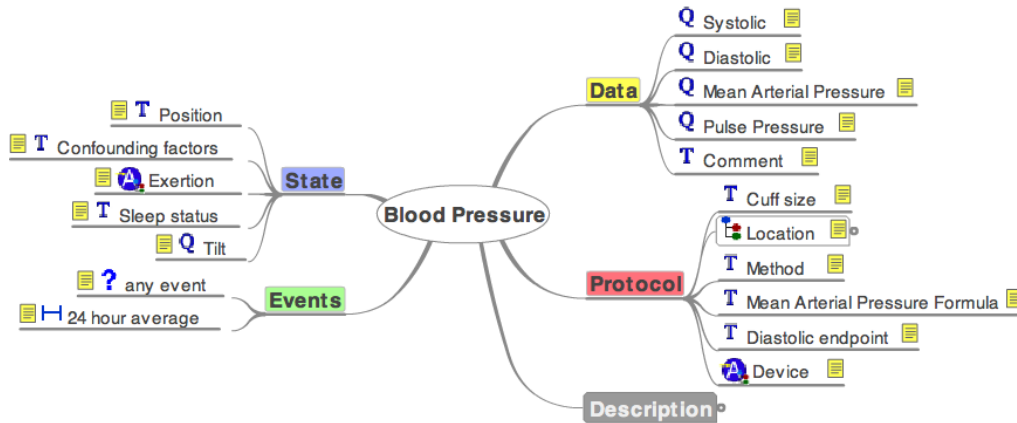 Blood Pressure
Data
Q Systolic
Q Diastolic
Q Mean Arterial Pressure
Q Pulse Pressure
T Comment
Protocol
T Cuff size
Location
T Method
T Mean Arterial Pressure Formula
T Diastolic endpoint
A Device
Description
State
T Position
T Confounding factors
A Exertion
T Sleep status
Q Tilt
Events
? any event
24 hour average